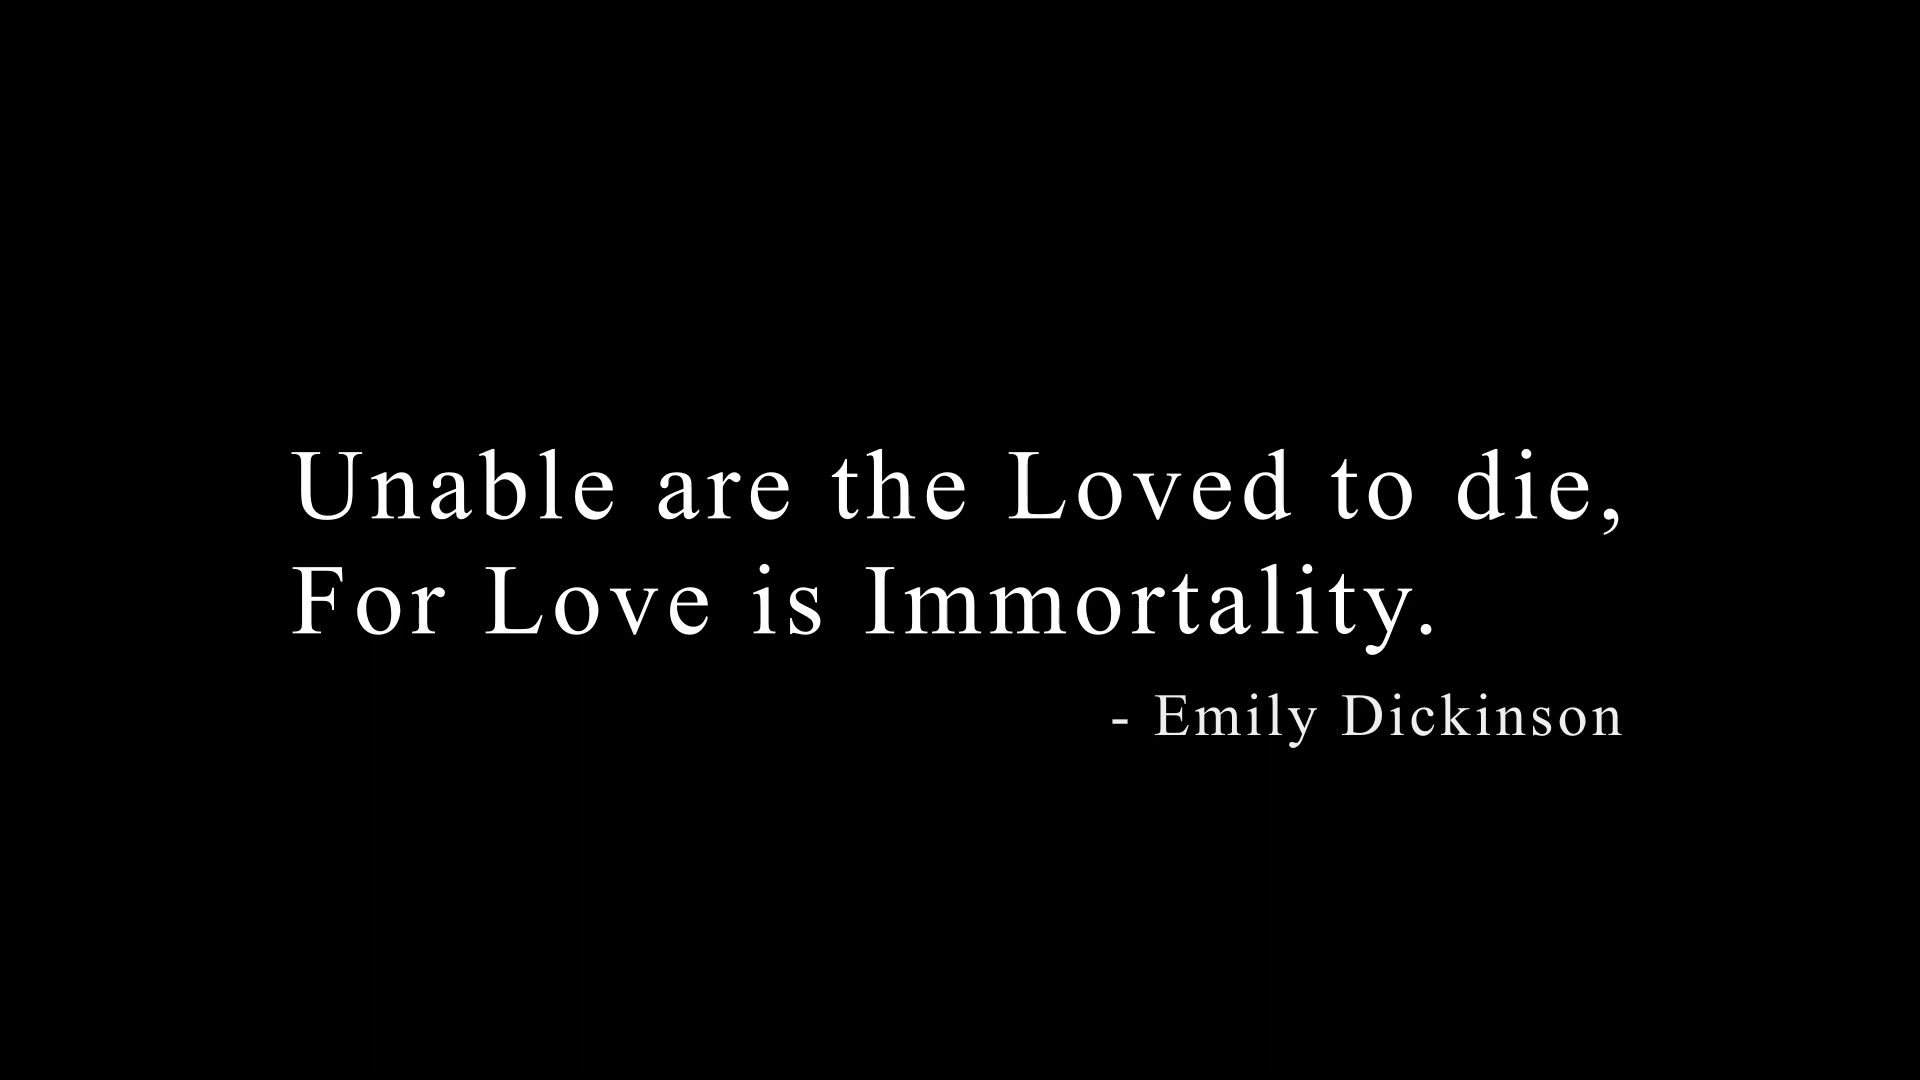 Unable are the Loved to die,
For Love is Immortality.
- Emily Dickinson